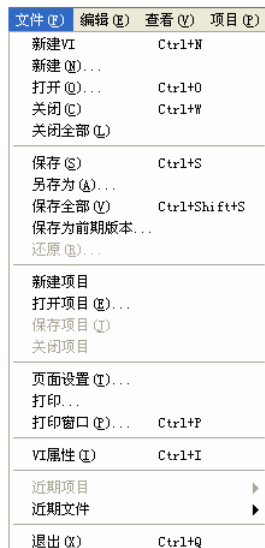 文件(F) 编辑(E) 查看(V) 项目(P)
新建VI Ctrl+N
新建(N)...
打开(O)... Ctrl+O
关闭(C) Ctrl+W
关闭全部(L)
保存(S) Ctrl+S
另存为(A)...
保存全部(V) Ctrl+Shift+S
保存为前期版本...
还原(R)...
新建项目
打开项目(E)...
保存项目(J)
关闭项目
页面设置(T)...
打印...
打印窗口(P)... Ctrl+P
VI属性(I) Ctrl+I
近期项目
近期文件
退出(X) Ctrl+Q